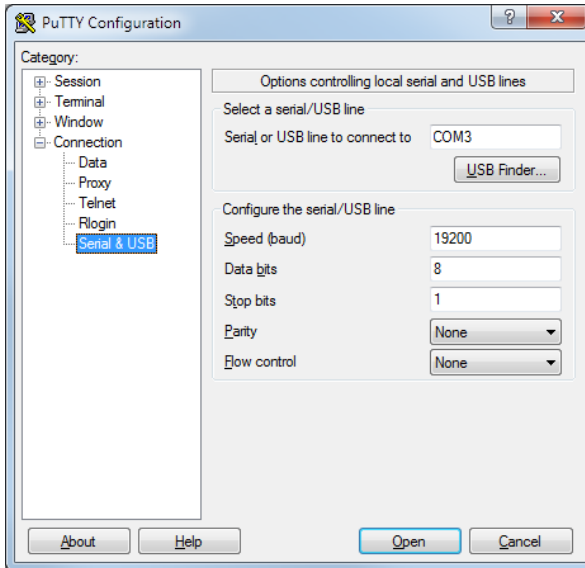 PuTTY Configuration
Category:
Session
Terminal
Window
Connection
Data
Proxy
Telnet
Rlogin
Serial & USB
Options controlling local serial and USB lines
Select a serial/USB line
Serial or USB line to connect to COM3
USB Finder...
Configure the serial/USB line
Speed (baud) 19200
Data bits 8
Stop bits 1
Parity None
Flow control None
About Help Open Cancel